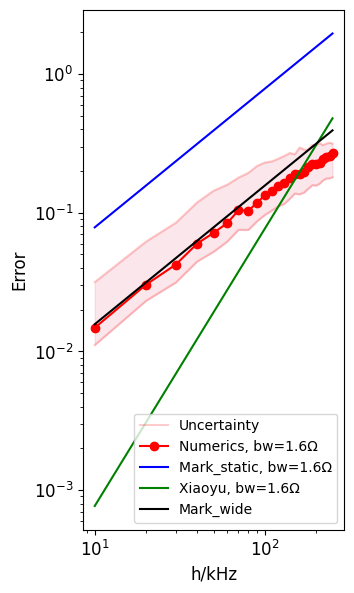 10⁰
10⁻¹
10⁻²
10⁻³
Error
Uncertainty
Numerics, bw=1.6Ω
Mark_static, bw=1.6Ω
Xiaoyu, bw=1.6Ω
Mark_wide
10¹
10²
h/kHz